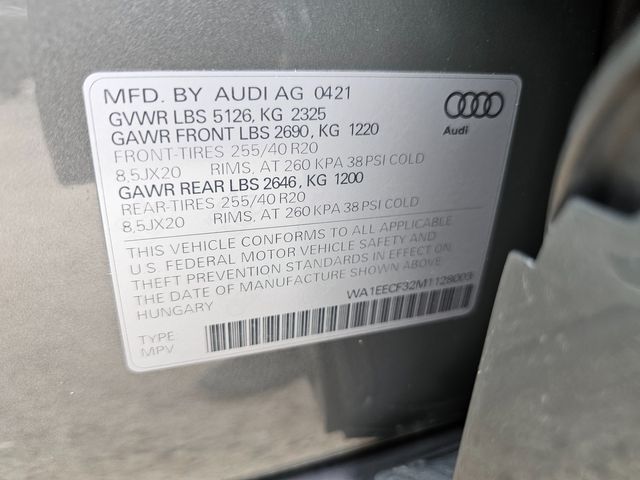 MFD. BY AUDI AG 0421
GVWR LBS 5126, KG 2325
GAWR FRONT LBS 2690, KG 1220
FRONT-TIRES 255/40 R20
8,5JX20 RIMS, AT 260 KPA 38 PSI COLD
GAWR REAR LBS 2646, KG 1200
REAR-TIRES 255/40 R20
8,5JX20 RIMS, AT 260 KPA 38 PSI COLD
THIS VEHICLE CONFORMS TO ALL APPLICABLE
U.S. FEDERAL MOTOR VEHICLE SAFETY AND
THEFT PREVENTION STANDARDS IN EFFECT ON
THE DATE OF MANUFACTURE SHOWN ABOVE.
HUNGARY WA1EECF32M1128003
TYPE:
MPV
Audi